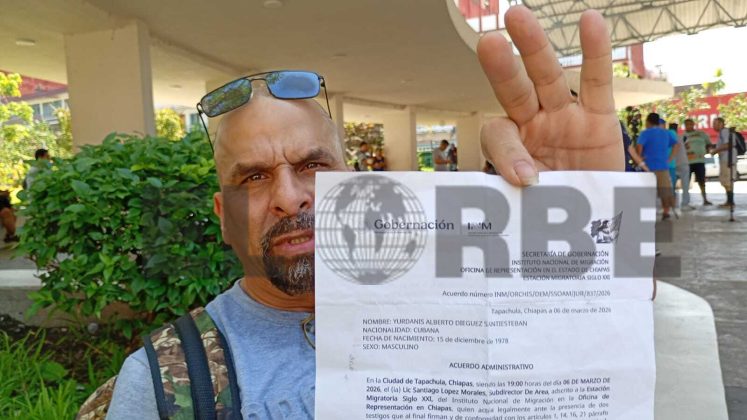 EL ORBE
Gobernación
INM
SECRETARÍA DE GOBERNACIÓN
INSTITUTO NACIONAL DE MIGRACIÓN
OFICINA DE REPRESENTACIÓN EN EL ESTADO DE CHIAPAS
ESTACIÓN MIGRATORIA SIGLO XXI
Acuerdo número INM/ORCHIS/DEM/SSOAM/JUR/837/2026
Tapachula, Chiapas a 06 de marzo de 2026
NOMBRE: YURDANIS ALBERTO DIEGUEZ SANTIESTEBAN
NACIONALIDAD: CUBANA
FECHA DE NACIMIENTO: 15 de diciembre de 1978
SEXO: MASCULINO
ACUERDO ADMINISTRATIVO
En la Ciudad de Tapachula, Chiapas, siendo las 19:00 horas del día 06 DE MARZO DE
2026, el (la) Lic Santiago Lopez Morales, subdirector De Area, adscrito a la Estación
Migratoria Siglo XXI, del Instituto Nacional de Migración en la Oficina de
Representación en Chiapas, quien actúa legalmente ante la presencia de dos
testigos que al final firman y de conformidad con los artículos 1, 14, 16, 21 párrafo